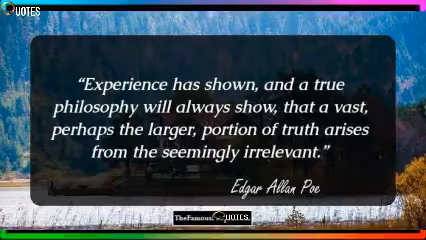 QUOTES
“Experience has shown, and a true
philosophy will always show, that a vast,
perhaps the larger, portion of truth arises
from the seemingly irrelevant.”
Edgar Allan Poe
TheFamous QUOTES